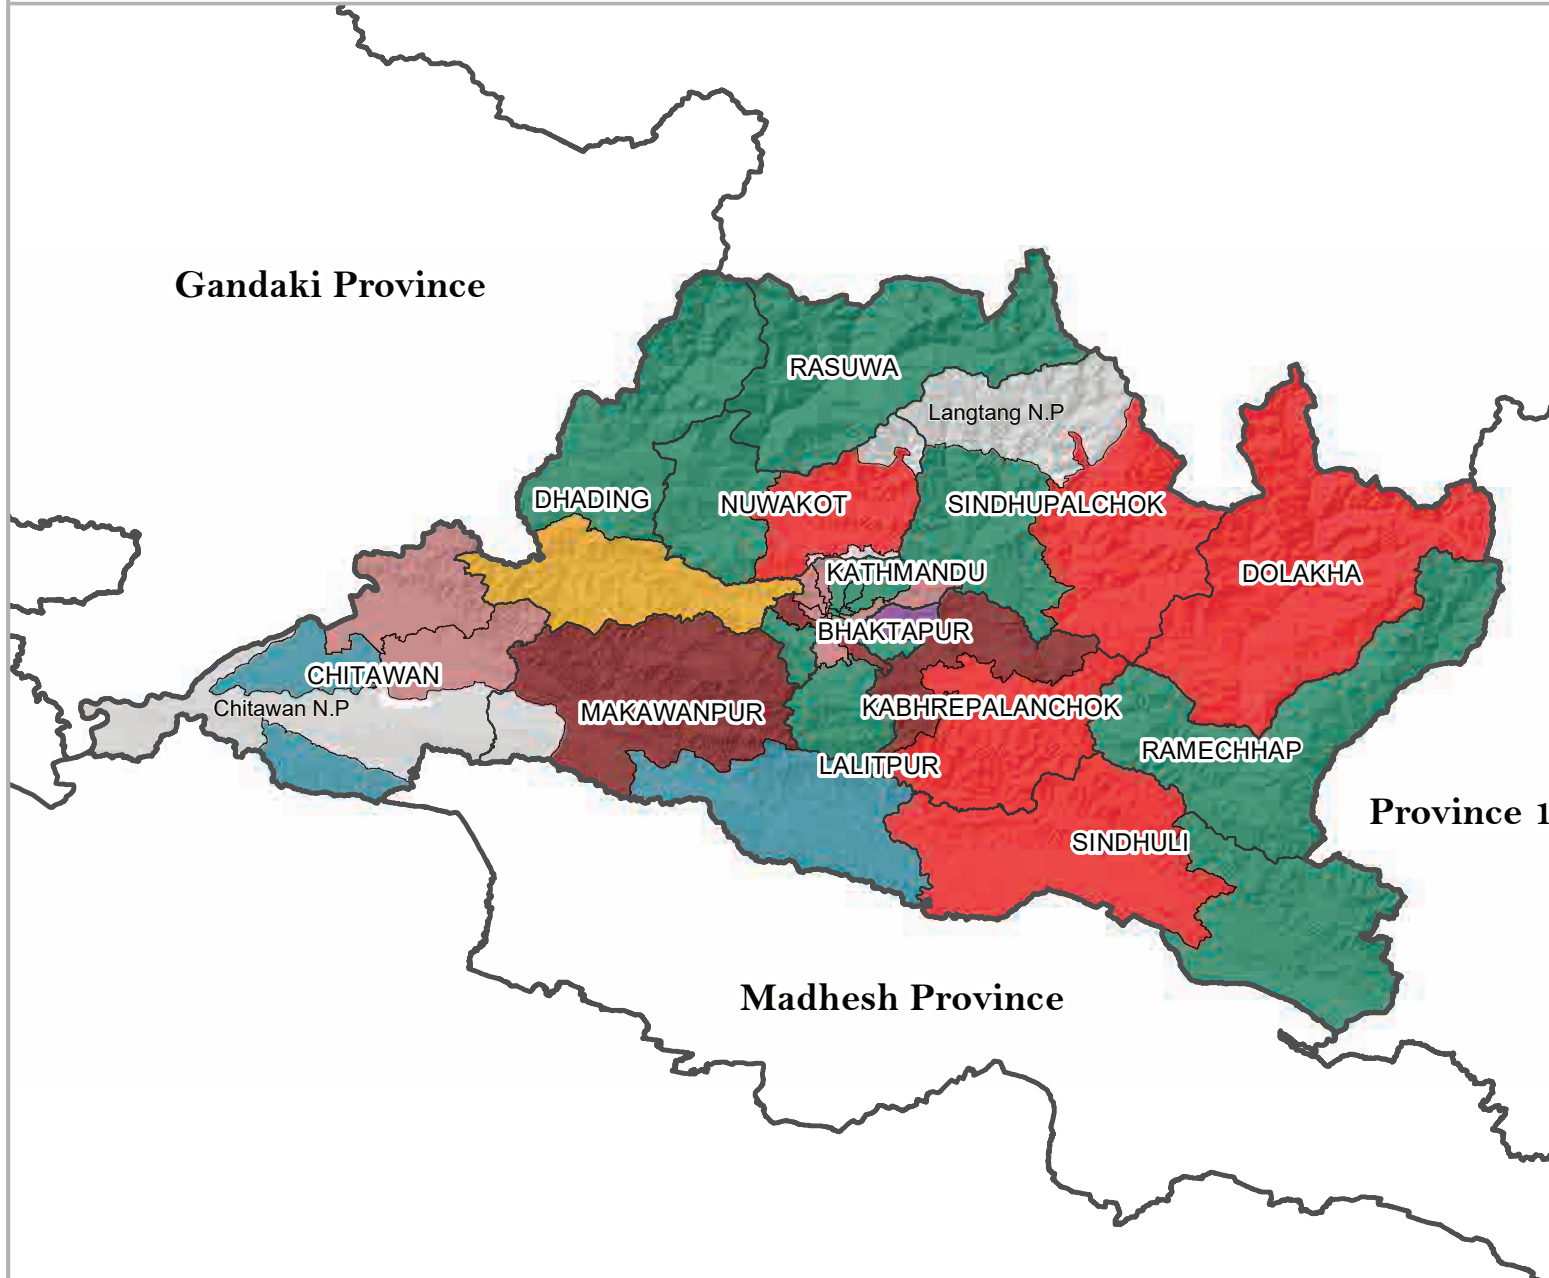 Gandaki Province
RASUWA
Langtang N.P
DHADING
NUWAKOT
SINDHUPALCHOK
KATHMANDU
DOLAKHA
BHAKTAPUR
CHITAWAN
Chitawan N.P
MAKAWANPUR
KABHREPALANCHOK
RAMECHHAP
LALITPUR
Province 1
SINDHULI
Madhesh Province